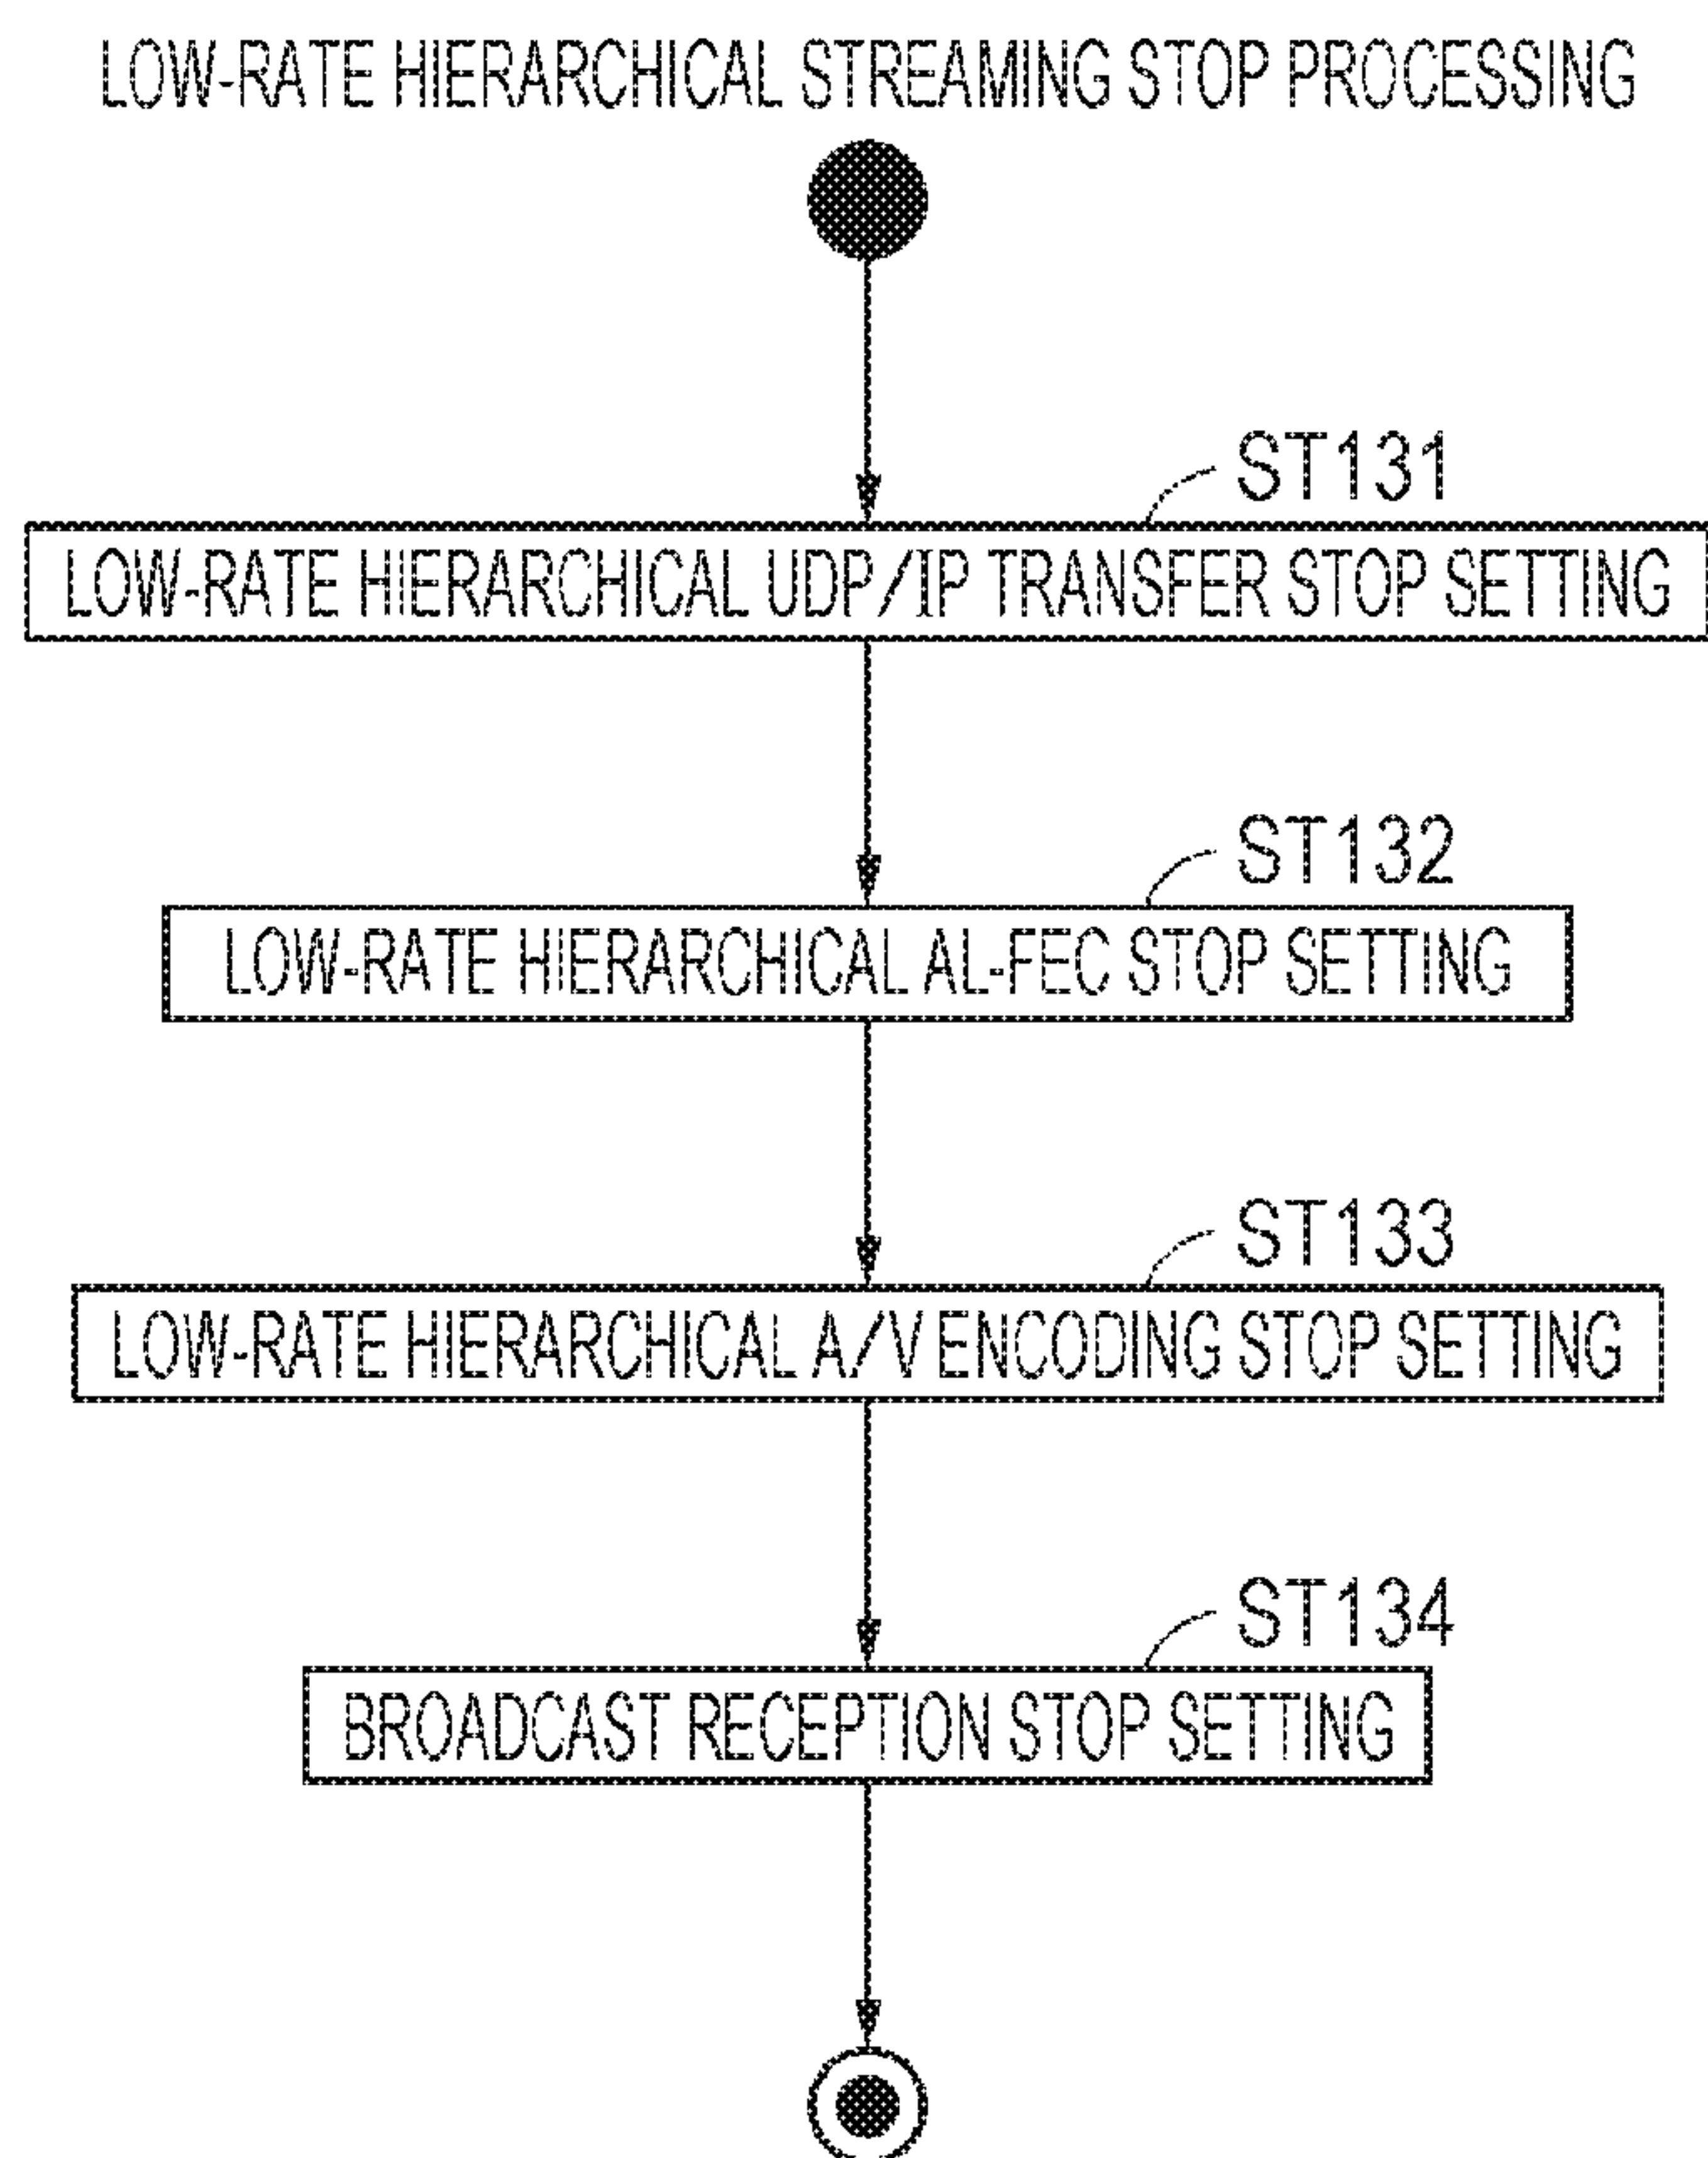 LOW-RATE HIERARCHICAL STREAMING STOP PROCESSING
ST131
LOW-RATE HIERARCHICAL UDP/IP TRANSFER STOP SETTING
ST132
LOW-RATE HIERARCHICAL AL-FEC STOP SETTING
ST133
LOW-RATE HIERARCHICAL A/V ENCODING STOP SETTING
ST134
BROADCAST RECEPTION STOP SETTING